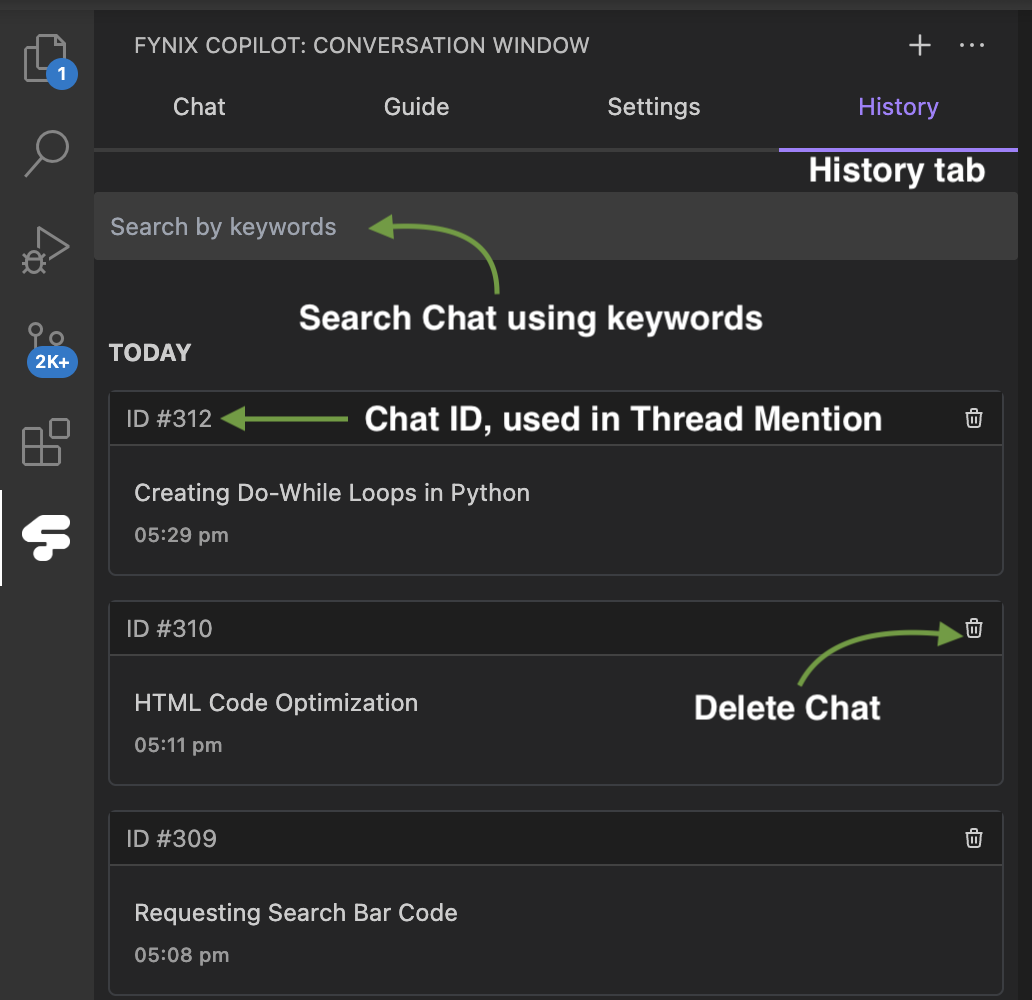 FYNIX COPILOT: CONVERSATION WINDOW
1
Chat Guide Settings History
History tab
Search by keywords
Search Chat using keywords
2K+
TODAY
ID #312 Chat ID, used in Thread Mention
Creating Do-While Loops in Python
05:29 pm
ID #310
HTML Code Optimization
Delete Chat
05:11 pm
ID #309
Requesting Search Bar Code
05:08 pm